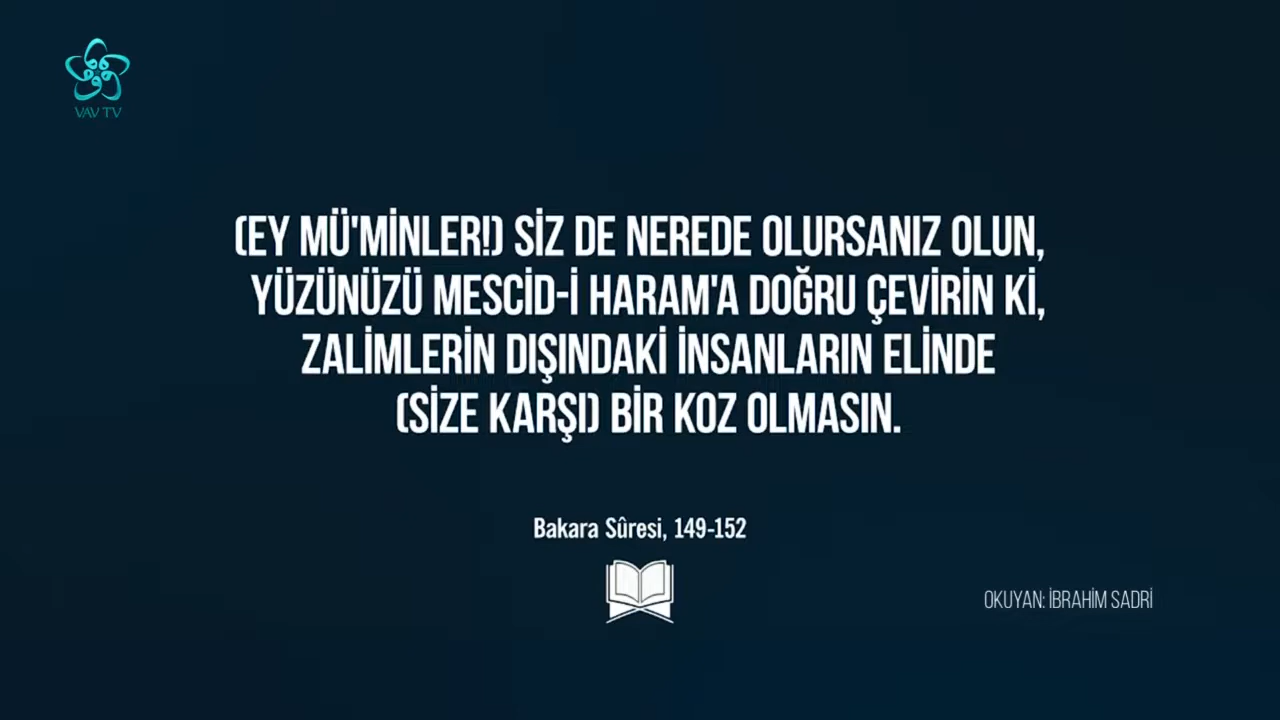 VAV TV
(EY MÜ'MİNLER!) SİZ DE NEREDE OLURSANIZ OLUN,
YÜZÜNÜZÜ MESCİD-İ HARAM'A DOĞRU ÇEVİRİN Kİ,
ZALİMLERİN DIŞINDAKİ İNSANLARIN ELİNDE
(SİZE KARŞI) BİR KOZ OLMASIN.
Bakara Sûresi, 149-152
OKUYAN: İBRAHİM SADRİ